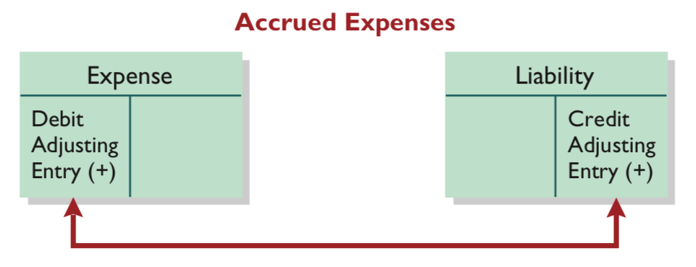 Accrued Expenses
Expense
Debit
Adjusting
Entry (+)
Liability
Credit
Adjusting
Entry (+)